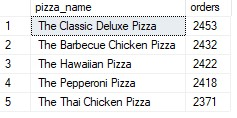 pizza_name orders
1 The Classic Deluxe Pizza 2453
2 The Barbecue Chicken Pizza 2432
3 The Hawaiian Pizza 2422
4 The Pepperoni Pizza 2418
5 The Thai Chicken Pizza 2371